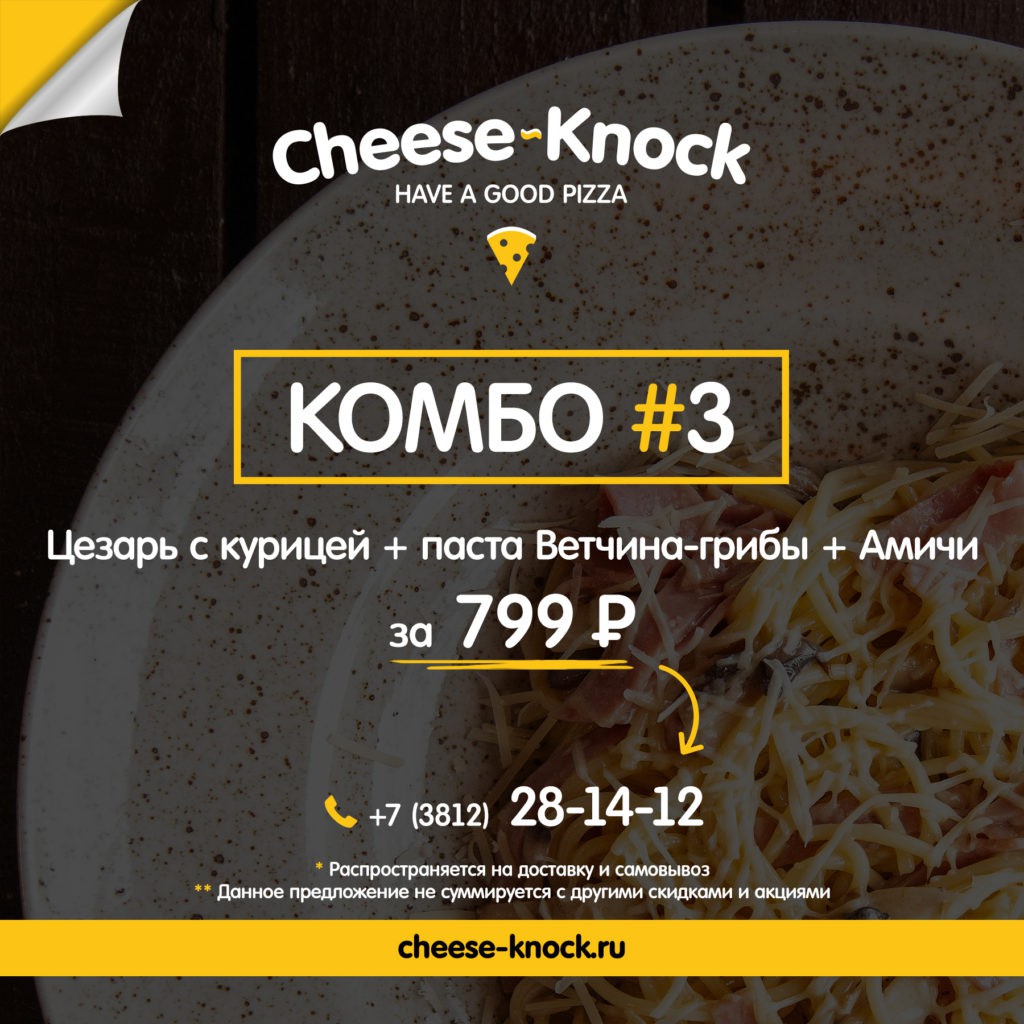 Cheese~Knock
HAVE A GOOD PIZZA
КОМБО #3
Цезарь с курицей + паста Ветчина-грибы + Амичи
за 799 ₽
+7 (3812) 28-14-12
* Распространяется на доставку и самовывоз
** Данное предложение не суммируется с другими скидками и акциями
cheese-knock.ru